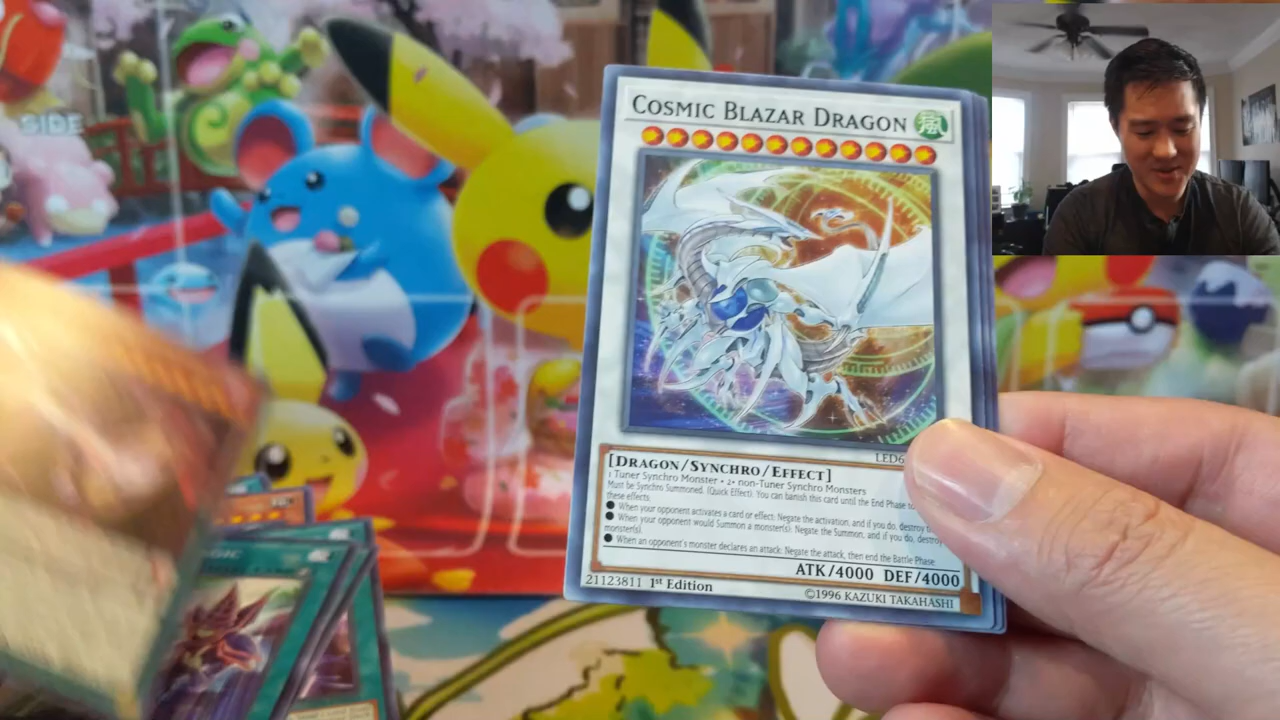 SIDE
COSMIC BLAZAR DRAGON 風
LED6
[DRAGON/SYNCHRO/EFFECT]
1 Tuner Synchro Monster + 2+ non-Tuner Synchro Monsters
Must be Synchro Summoned. (Quick Effect): You can banish this card until the End Phase to
these effects;
● When your opponent activates a card or effect: Negate the activation, and if you do, destroy
● When your opponent would Summon a monster(s): Negate the Summon, and if you do, destroy
monster(s).
● When an opponent's monster declares an attack: Negate the attack, then end the Battle Phase.
ATK/4000 DEF/4000
21123811 1st Edition ©1996 KAZUKI TAKAHASHI